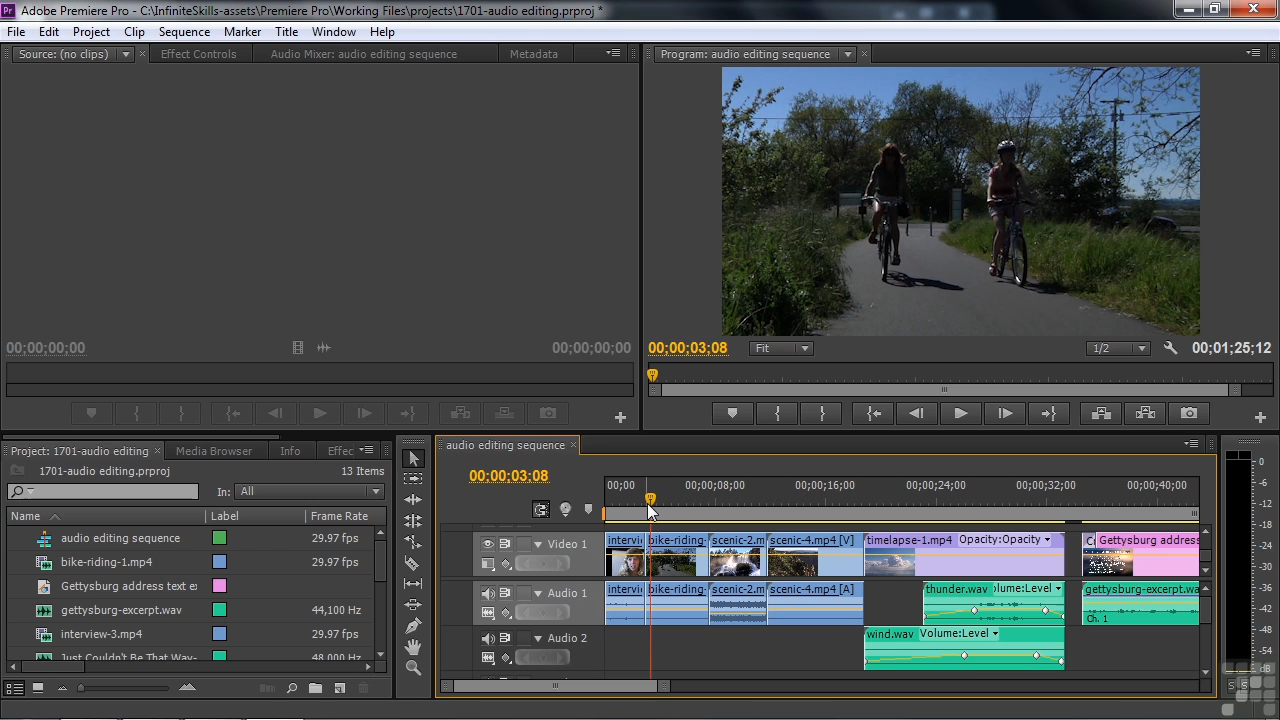 Pr Adobe Premiere Pro - C:\InfiniteSkills-assets\Premiere Pro\Working Files\projects\1701-audio editing.prproj *
File Edit Project Clip Sequence Marker Title Window Help
Source: (no clips) Effect Controls Audio Mixer: audio editing sequence Metadata
Program: audio editing sequence
00;00;00;00 00;00;00;00
00;00;03;08 Fit 1/2 00;01;25;12
Project: 1701-audio editing Media Browser Info Effec
1701-audio editing.prproj 13 Items
In: All
Name Label Frame Rate
audio editing sequence 29.97 fps
bike-riding-1.mp4 29.97 fps
Gettysburg address text e
gettysburg-excerpt.wav 44,100 Hz
interview-3.mp4 29.97 fps
Just Couldn't Be That Way- 48,000 Hz
audio editing sequence
00;00;03;08
00;00 00;00;08;00 00;00;16;00 00;00;24;00 00;00;32;00 00;00;40;00
Video 1
intervie bike-riding- scenic-2.m scenic-4.mp4 [V] timelapse-1.mp4 Opacity:Opacity Gettysburg address
Audio 1
intervie bike-riding- scenic-2.m scenic-4.mp4 [A] thunder.wav olume:Level gettysburg-excerpt.wa
Ch. 1
Audio 2
wind.wav Volume:Level
0
-6
-12
-18
-24
-30
-36
-42
-48
-54
dB
S S